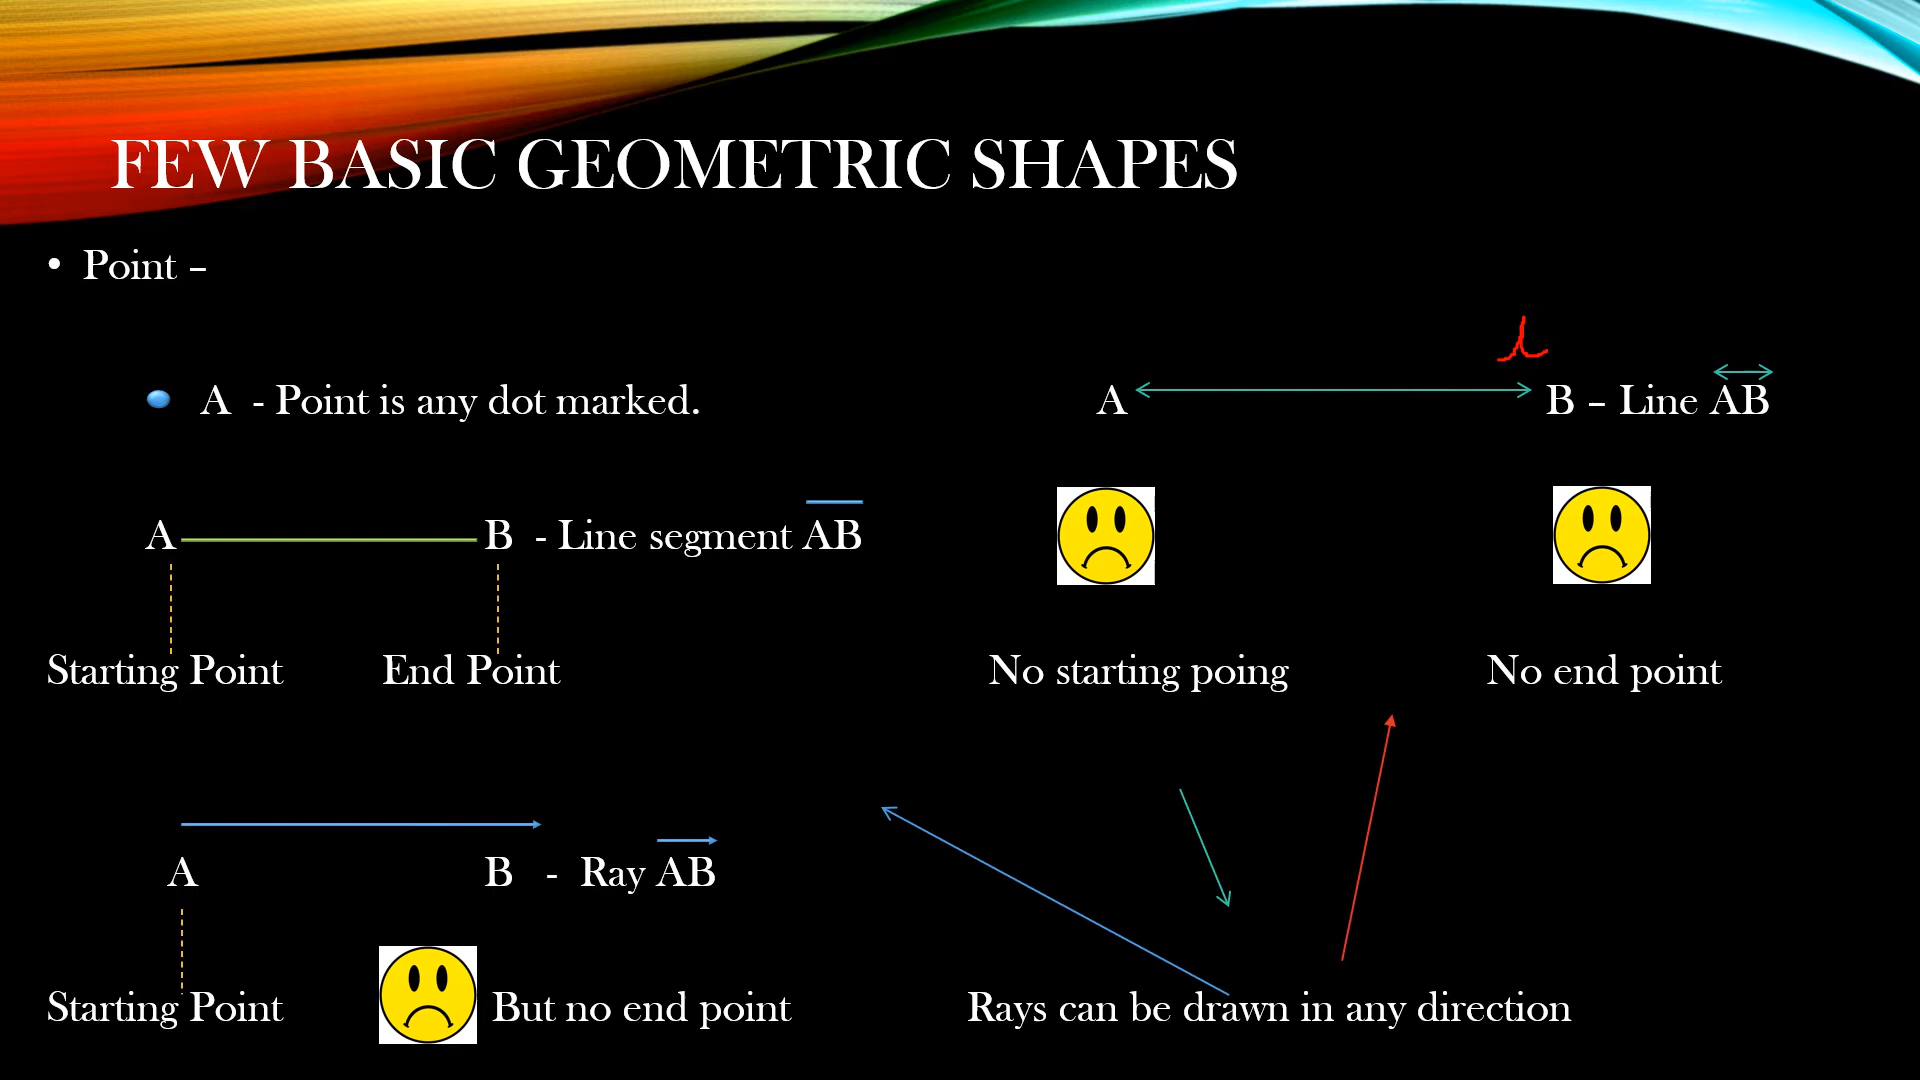 FEW BASIC GEOMETRIC SHAPES
• Point –
A - Point is any dot marked.
A B - Line segment AB
Starting Point End Point
A B - Ray AB
Starting Point But no end point
l
A B – Line AB
No starting poing No end point
Rays can be drawn in any direction